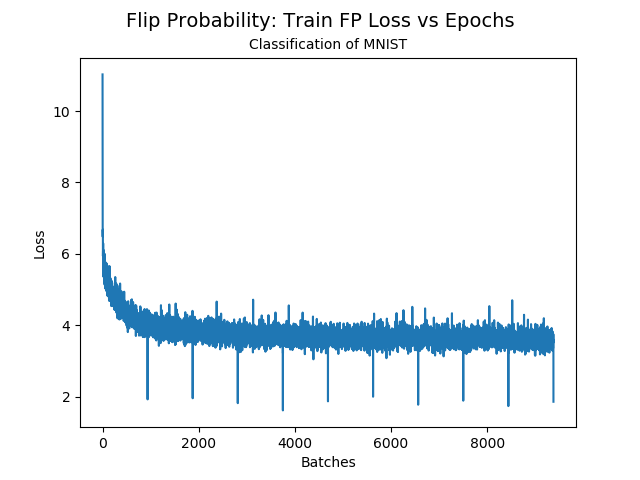 Flip Probability: Train FP Loss vs Epochs
Classification of MNIST
10
8
6
4
2
Loss
0 2000 4000 6000 8000
Batches